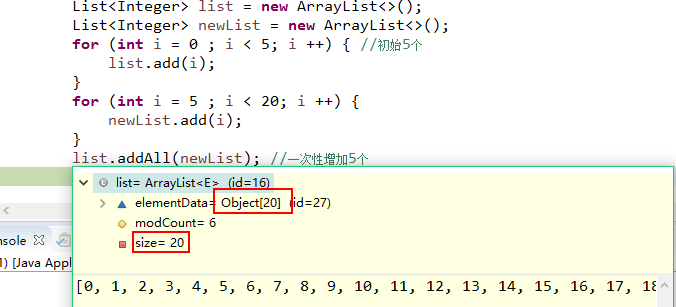 List<Integer> list = new ArrayList<>();
List<Integer> newList = new ArrayList<>();
for (int i = 0 ; i < 5; i ++) { //初始5个
list.add(i);
}
for (int i = 5 ; i < 20; i ++) {
newList.add(i);
}
list.addAll(newList); //一次性增加5个
list= ArrayList<E> (id=16)
elementData= Object[20] (id=27)
modCount= 6
size= 20
onsole
1) [Java Appl
[0, 1, 2, 3, 4, 5, 6, 7, 8, 9, 10, 11, 12, 13, 14, 15, 16, 17, 18